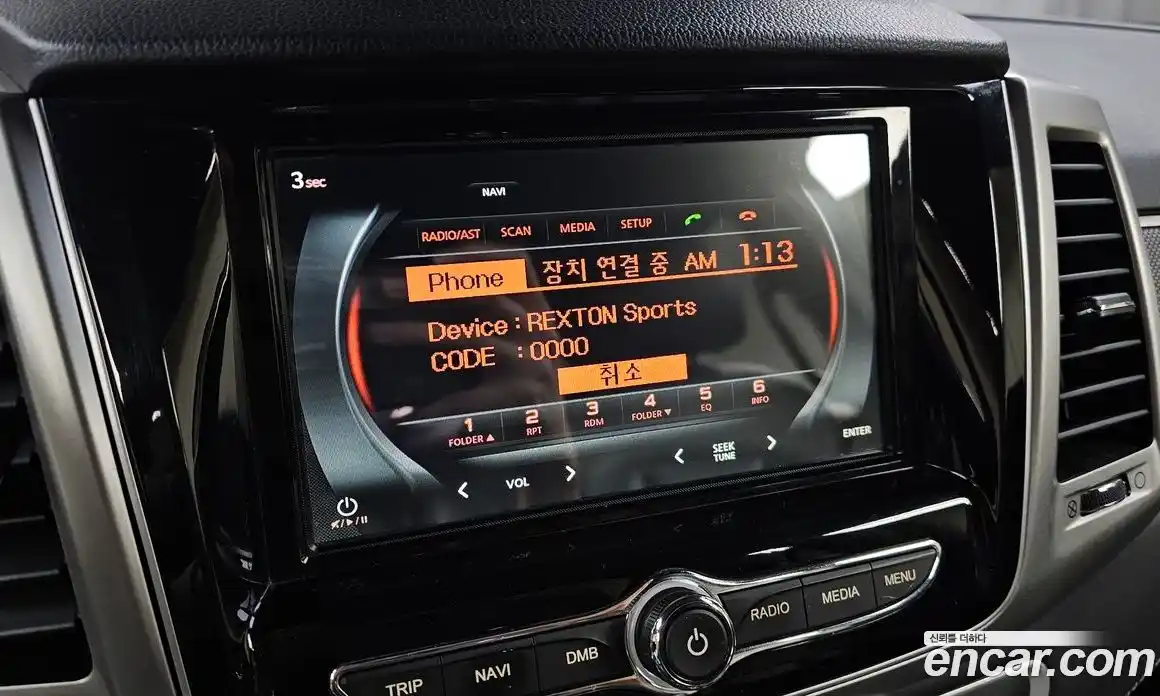 3 sec
NAVI
RADIO/AST SCAN MEDIA SETUP
Phone 장치 연결 중 AM 1:13
Device : REXTON Sports
CODE : 0000
취소
1 2 3 4 5 6
FOLDER▲ RPT RDM FOLDER▼ EQ INFO
< VOL > < SEEK TUNE > ENTER
TRIP NAVI DMB RADIO MEDIA MENU
신뢰를 더하다
encar.com